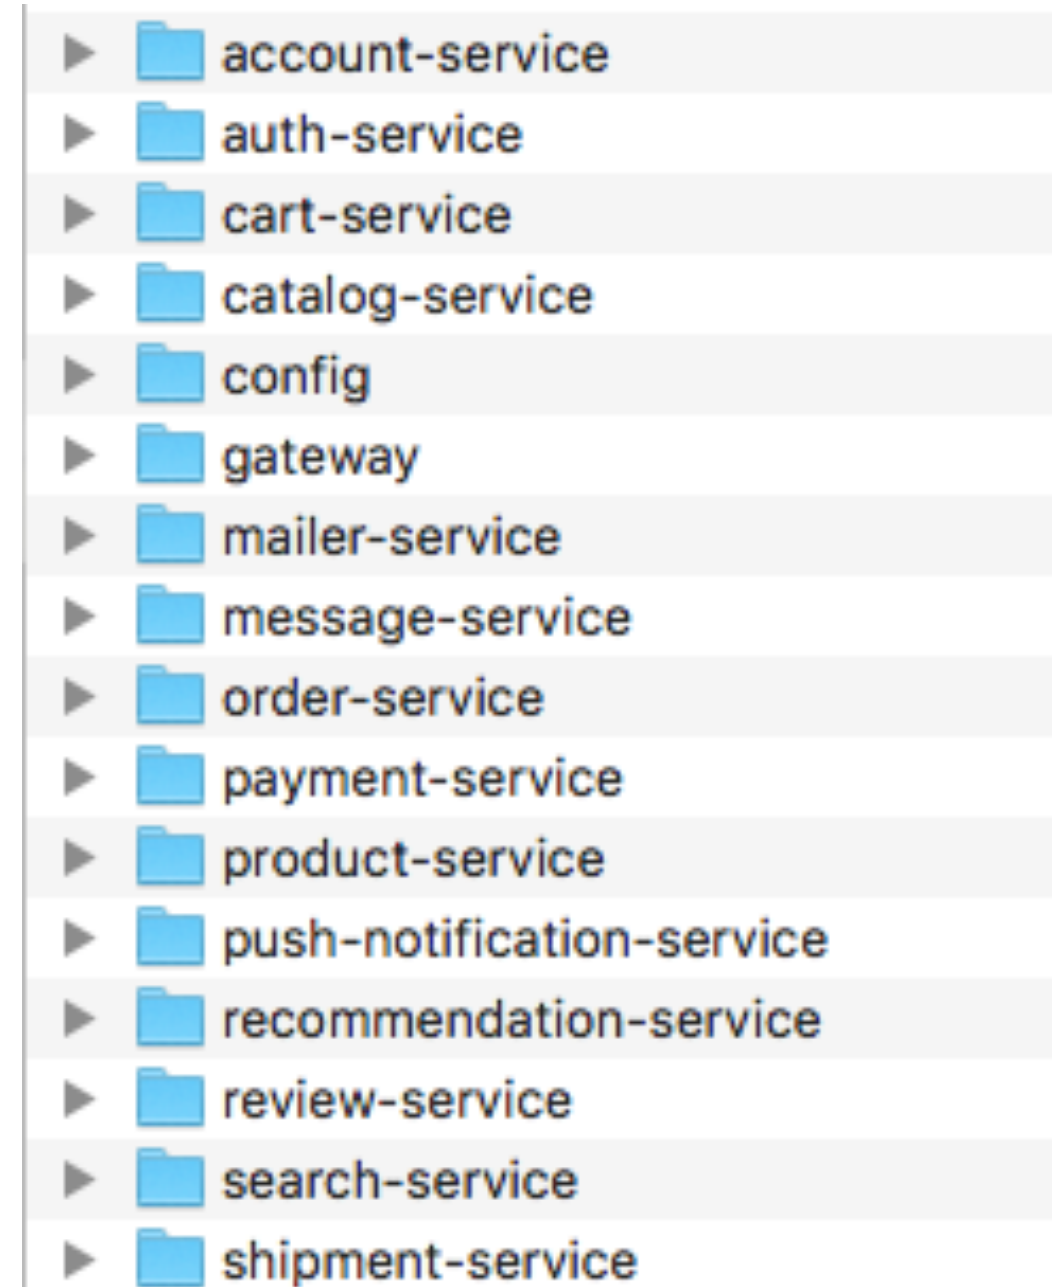 account-service
auth-service
cart-service
catalog-service
config
gateway
mailer-service
message-service
order-service
payment-service
product-service
push-notification-service
recommendation-service
review-service
search-service
shipment-service